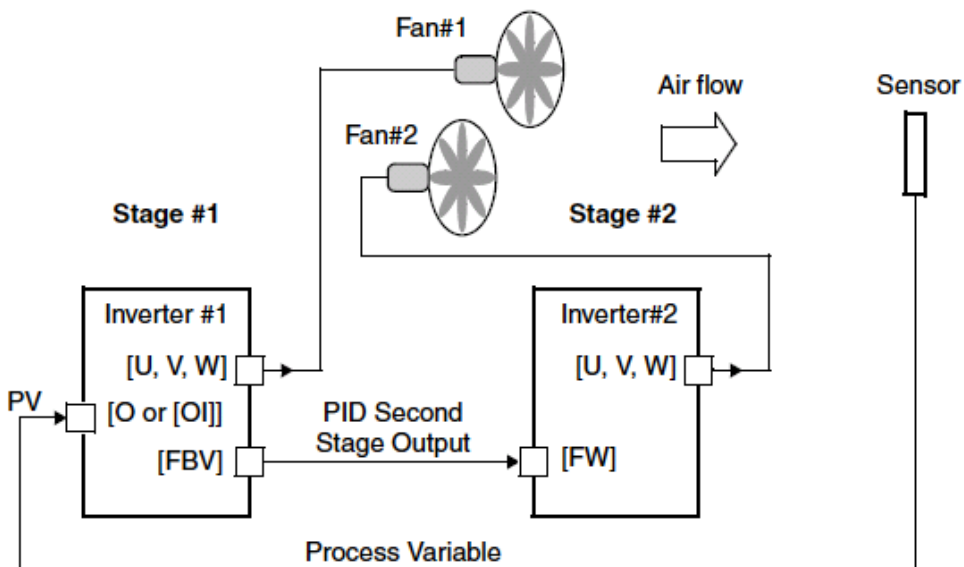 Fan#1
Air flow
Sensor
Fan#2
Stage #1
Stage #2
Inverter #1
Inverter#2
[U, V, W]
[U, V, W]
PV
[O or [OI]]
PID Second
Stage Output
[FBV]
[FW]
Process Variable